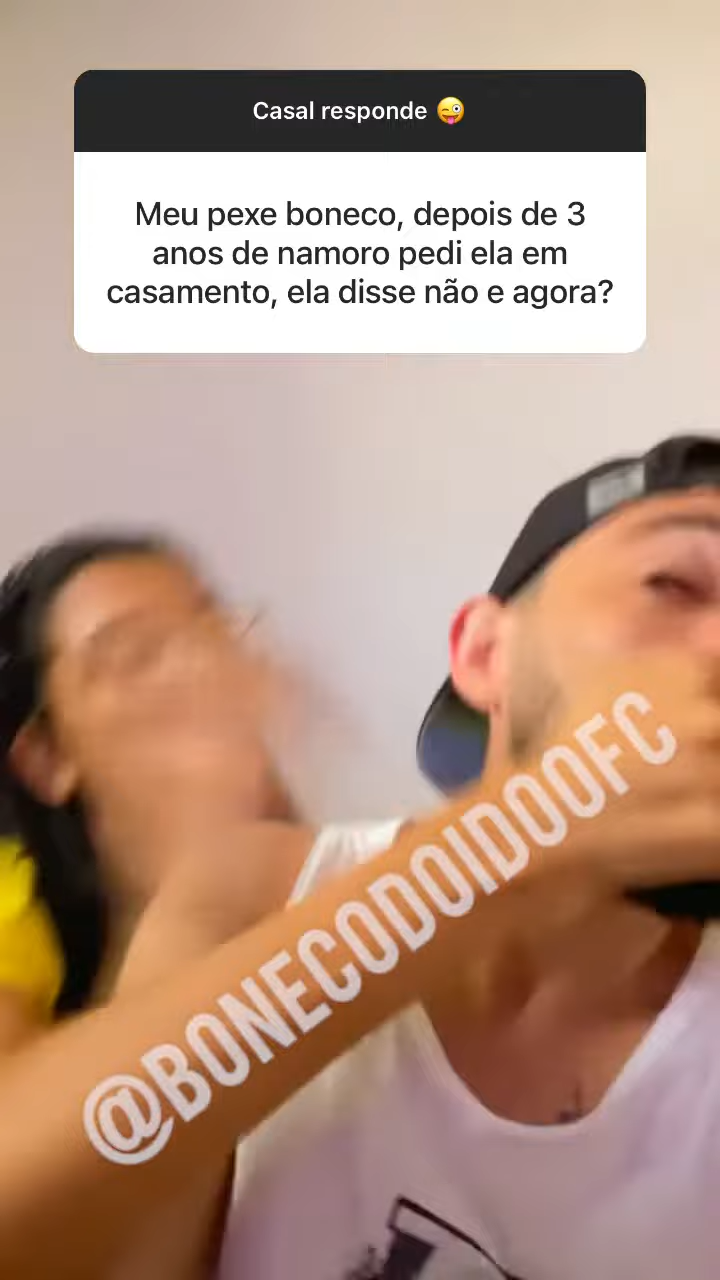 Casal responde 😜
Meu pexe boneco, depois de 3
anos de namoro pedi ela em
casamento, ela disse não e agora?
@BONECODOIDOOFC